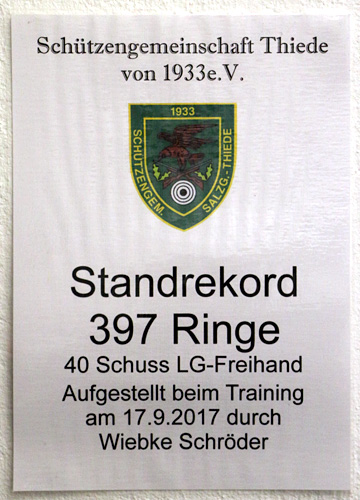 Schützengemeinschaft Thiede
von 1933e.V.
1933
SCHÜTZENGEM. SALZG.-THIEDE
Standrekord
397 Ringe
40 Schuss LG-Freihand
Aufgestellt beim Training
am 17.9.2017 durch
Wiebke Schröder